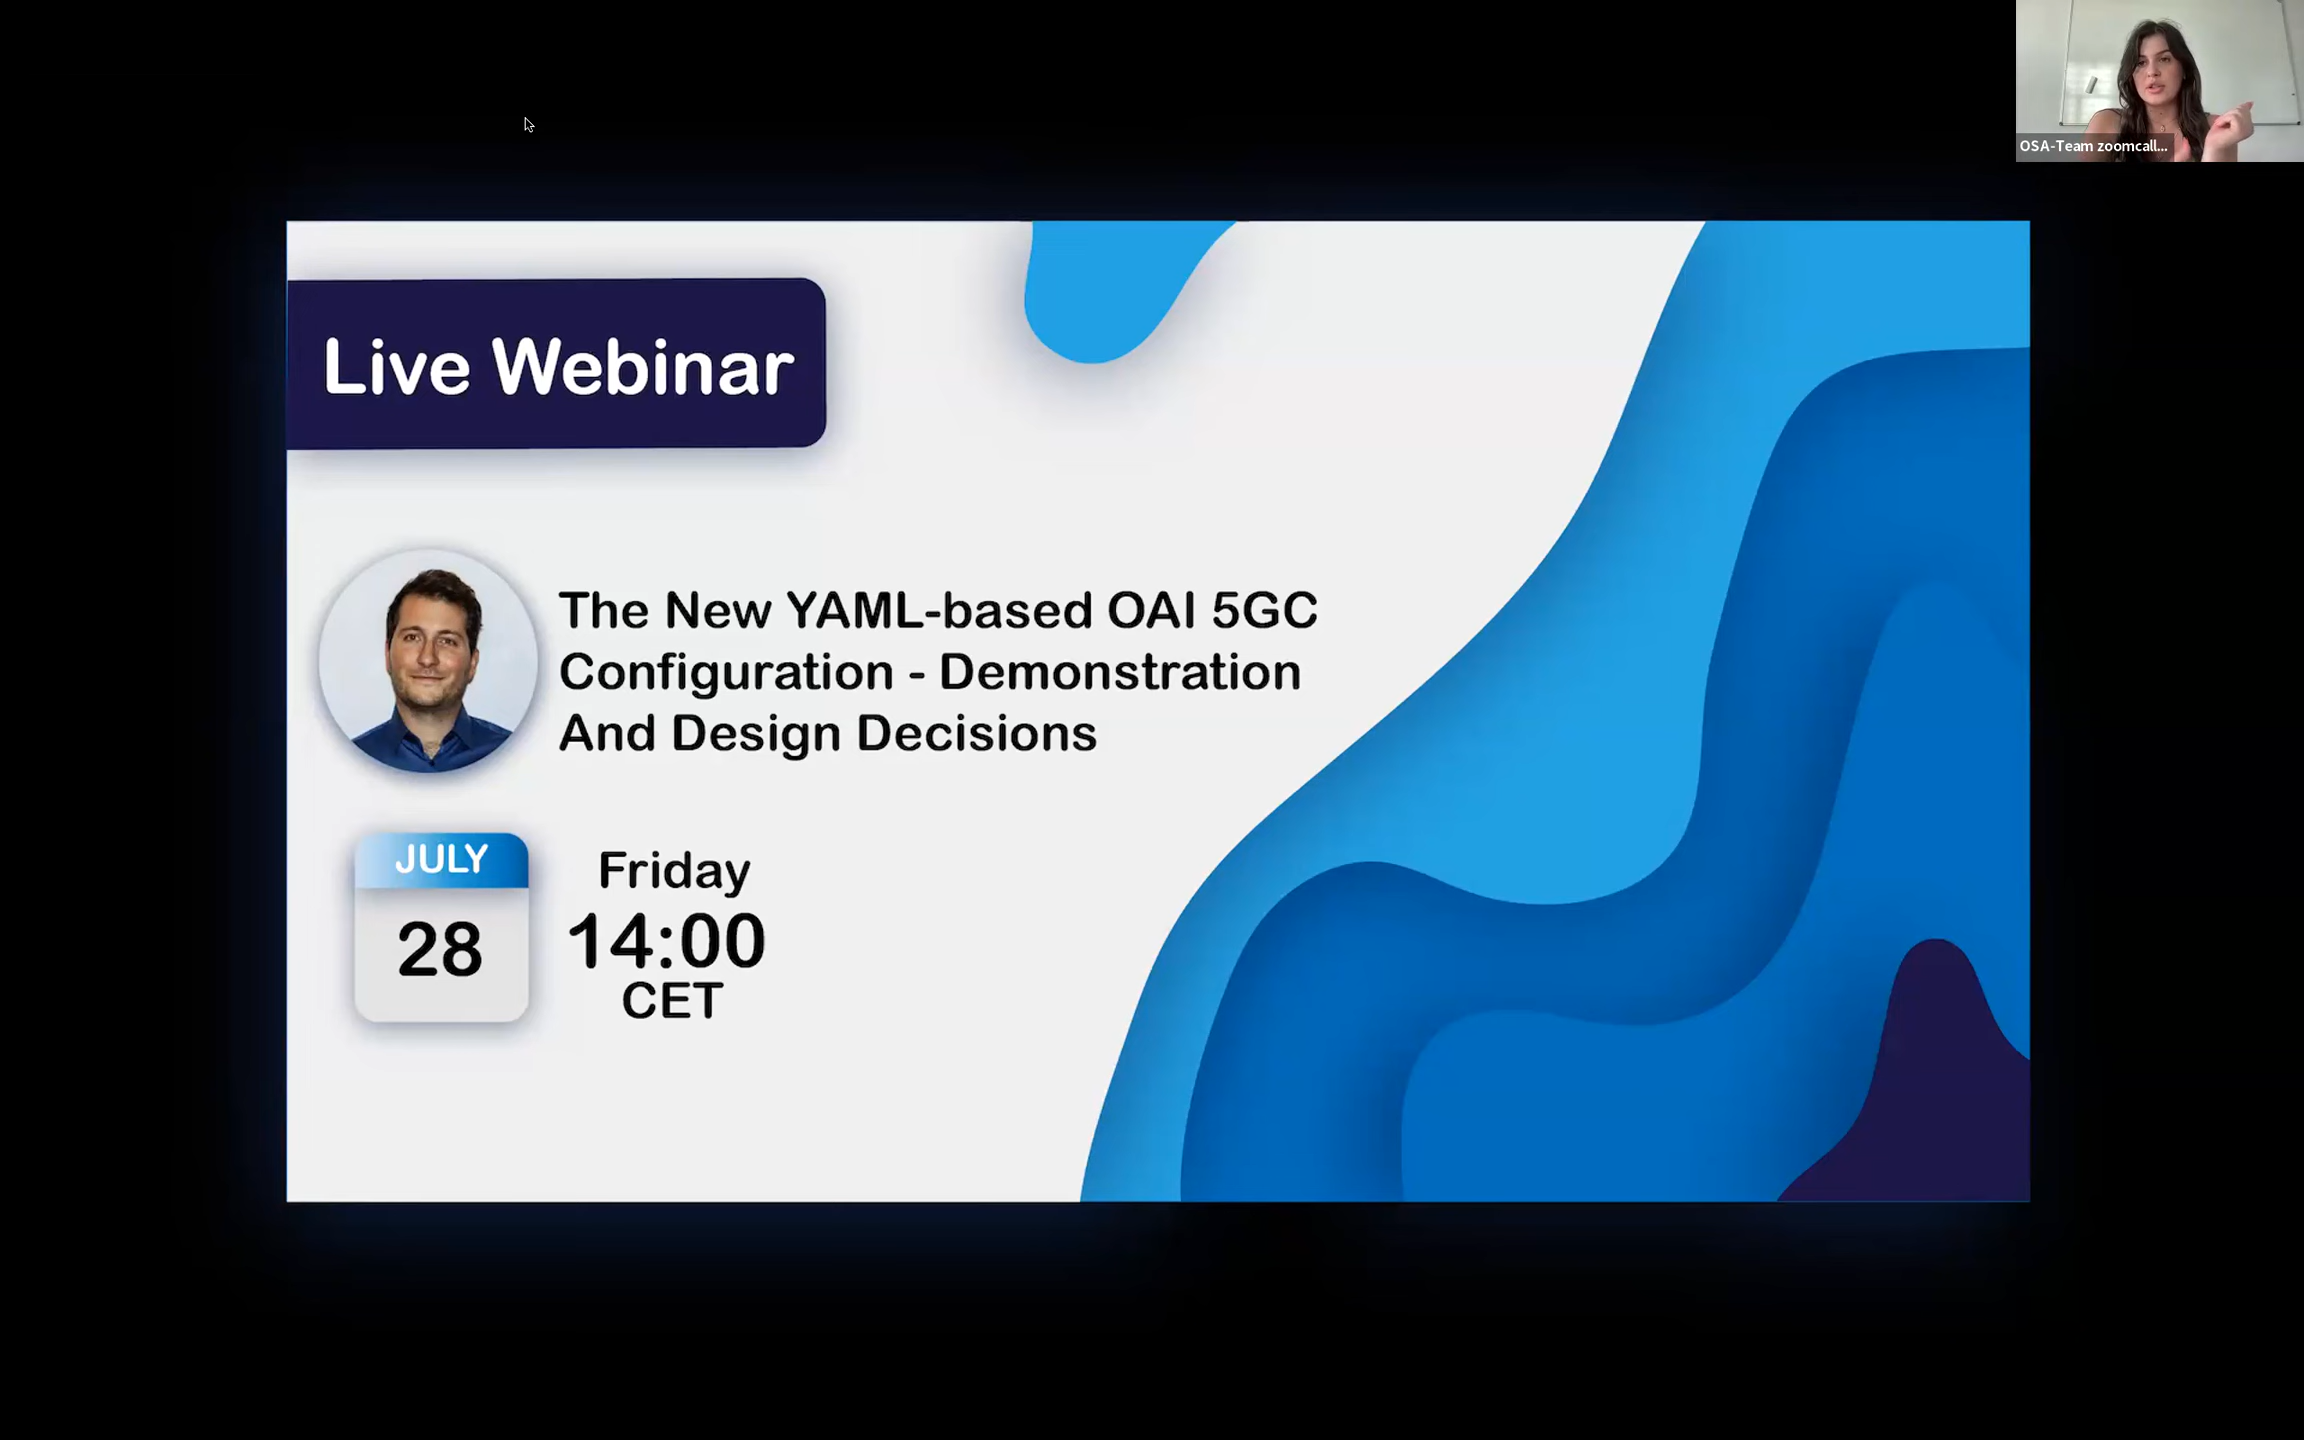 OSA-Team zoomcall...
Live Webinar
The New YAML-based OAI 5GC
Configuration - Demonstration
And Design Decisions
JULY
28
Friday
14:00
CET